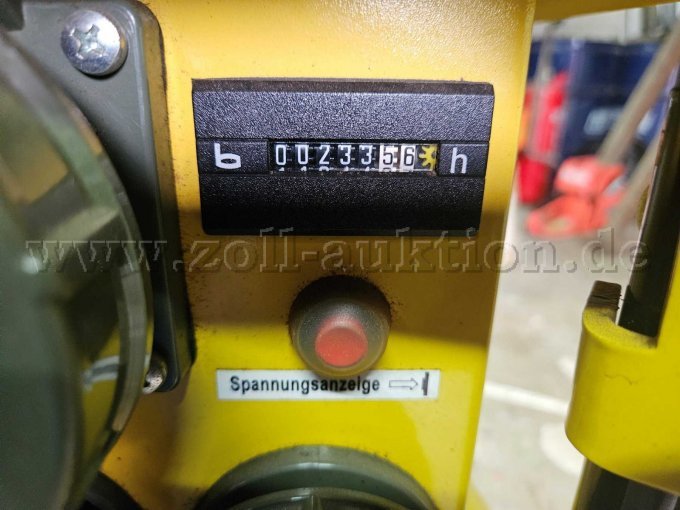 b 0023356 h
www.zoll-auktion.de
Spannungsanzeige